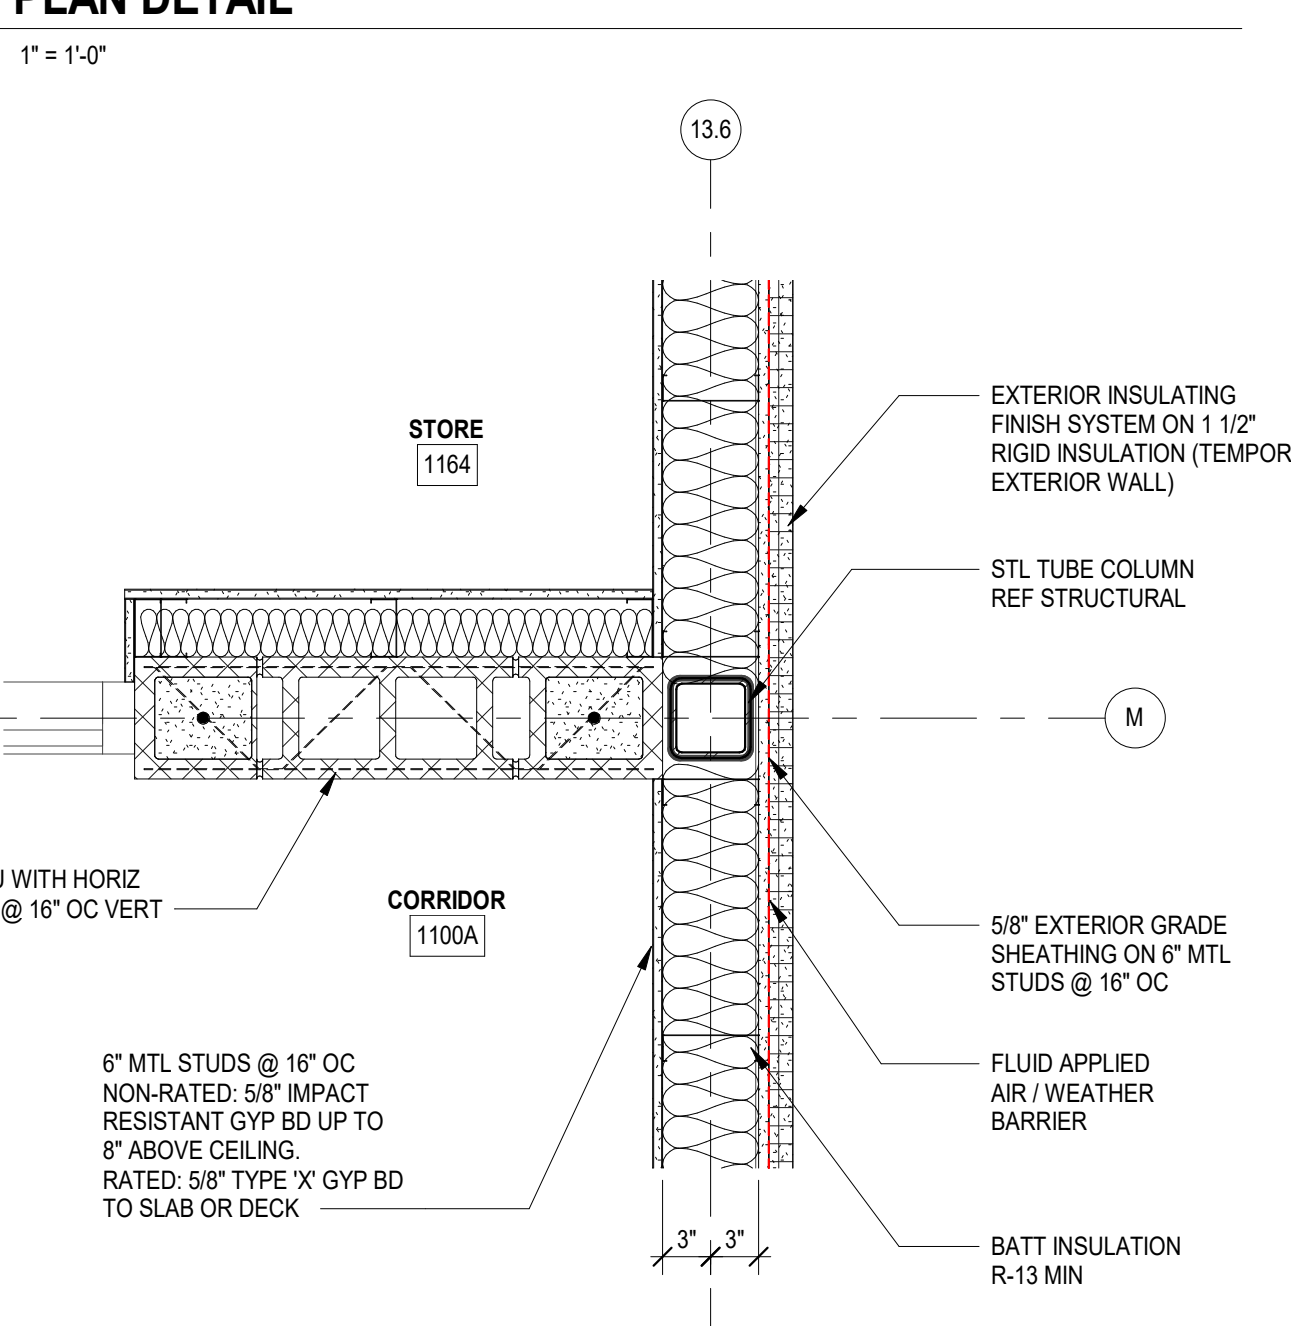 PLAN DETAIL
1" = 1'-0"
13.6
STORE
1164
EXTERIOR INSULATING
FINISH SYSTEM ON 1 1/2"
RIGID INSULATION (TEMPOR
EXTERIOR WALL)
STL TUBE COLUMN
REF STRUCTURAL
M
WITH HORIZ
@ 16" OC VERT
CORRIDOR
1100A
5/8" EXTERIOR GRADE
SHEATHING ON 6" MTL
STUDS @ 16" OC
6" MTL STUDS @ 16" OC
NON-RATED: 5/8" IMPACT
RESISTANT GYP BD UP TO
8" ABOVE CEILING.
RATED: 5/8" TYPE 'X' GYP BD
TO SLAB OR DECK
FLUID APPLIED
AIR / WEATHER
BARRIER
3" 3"
BATT INSULATION
R-13 MIN